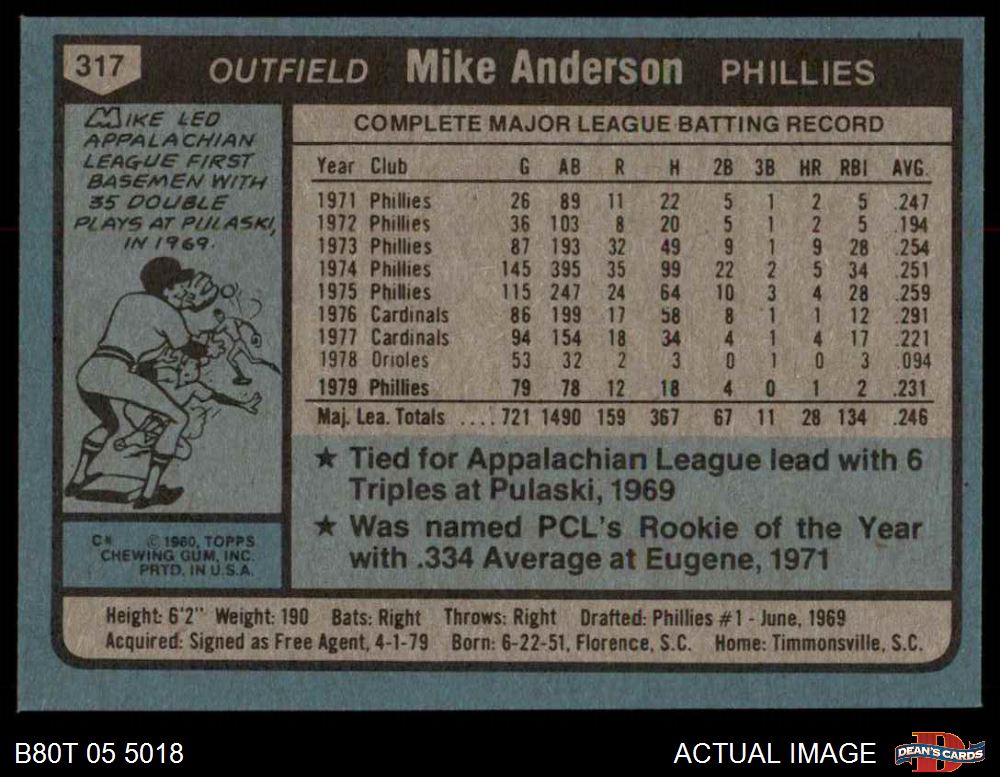 317 OUTFIELD Mike Anderson PHILLIES
MIKE LED
APPALACHIAN
LEAGUE FIRST
BASEMEN WITH
35 DOUBLE
PLAYS AT PULASKI,
IN 1969.
C* © 1980, TOPPS
CHEWING GUM, INC.
PRTD. IN U.S.A.
COMPLETE MAJOR LEAGUE BATTING RECORD
Year Club G AB R H 2B 3B HR RBI AVG.
1971 Phillies 26 89 11 22 5 1 2 5 .247
1972 Phillies 36 103 8 20 5 1 2 5 .194
1973 Phillies 87 193 32 49 9 1 9 28 .254
1974 Phillies 145 395 35 99 22 2 5 34 .251
1975 Phillies 115 247 24 64 10 3 4 28 .259
1976 Cardinals 86 199 17 58 8 1 1 12 .291
1977 Cardinals 94 154 18 34 4 1 4 17 .221
1978 Orioles 53 32 2 3 0 1 0 3 .094
1979 Phillies 79 78 12 18 4 0 1 2 .231
Maj. Lea. Totals .... 721 1490 159 367 67 11 28 134 .246
★ Tied for Appalachian League lead with 6
Triples at Pulaski, 1969
★ Was named PCL's Rookie of the Year
with .334 Average at Eugene, 1971
Height: 6'2" Weight: 190 Bats: Right Throws: Right Drafted: Phillies #1 - June, 1969
Acquired: Signed as Free Agent, 4-1-79 Born: 6-22-51, Florence, S.C. Home: Timmonsville, S.C.
B80T 05 5018 ACTUAL IMAGE DEAN'S CARDS